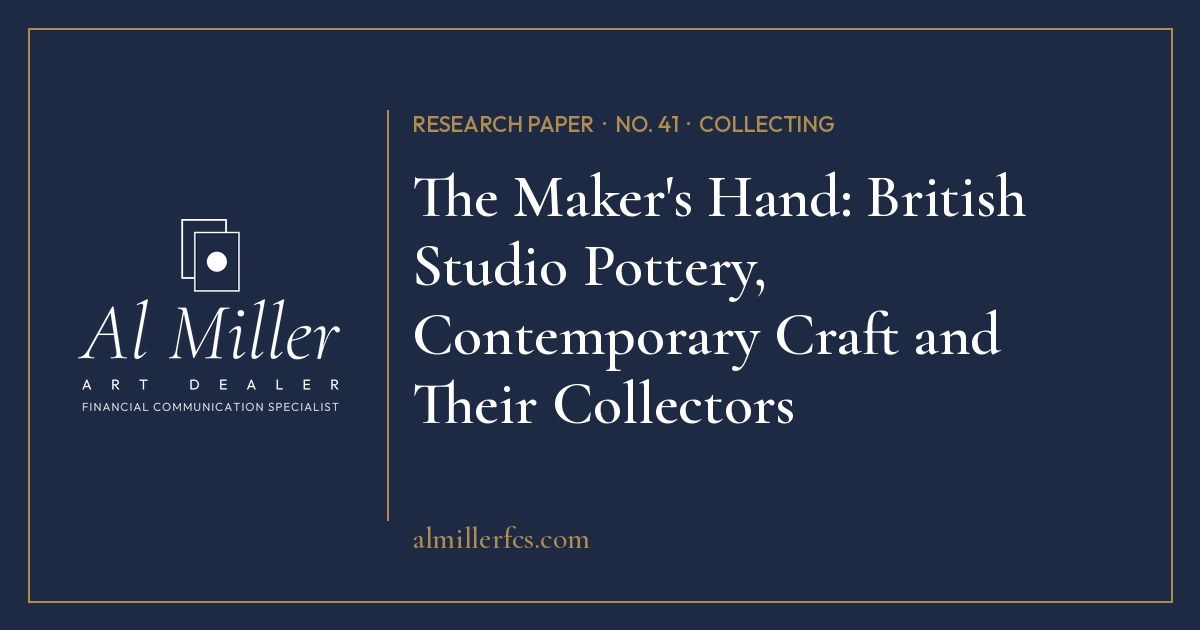 Al Miller
ART DEALER
FINANCIAL COMMUNICATION SPECIALIST
RESEARCH PAPER · NO. 41 · COLLECTING
The Maker's Hand: British
Studio Pottery,
Contemporary Craft and
Their Collectors
almillerfcs.com